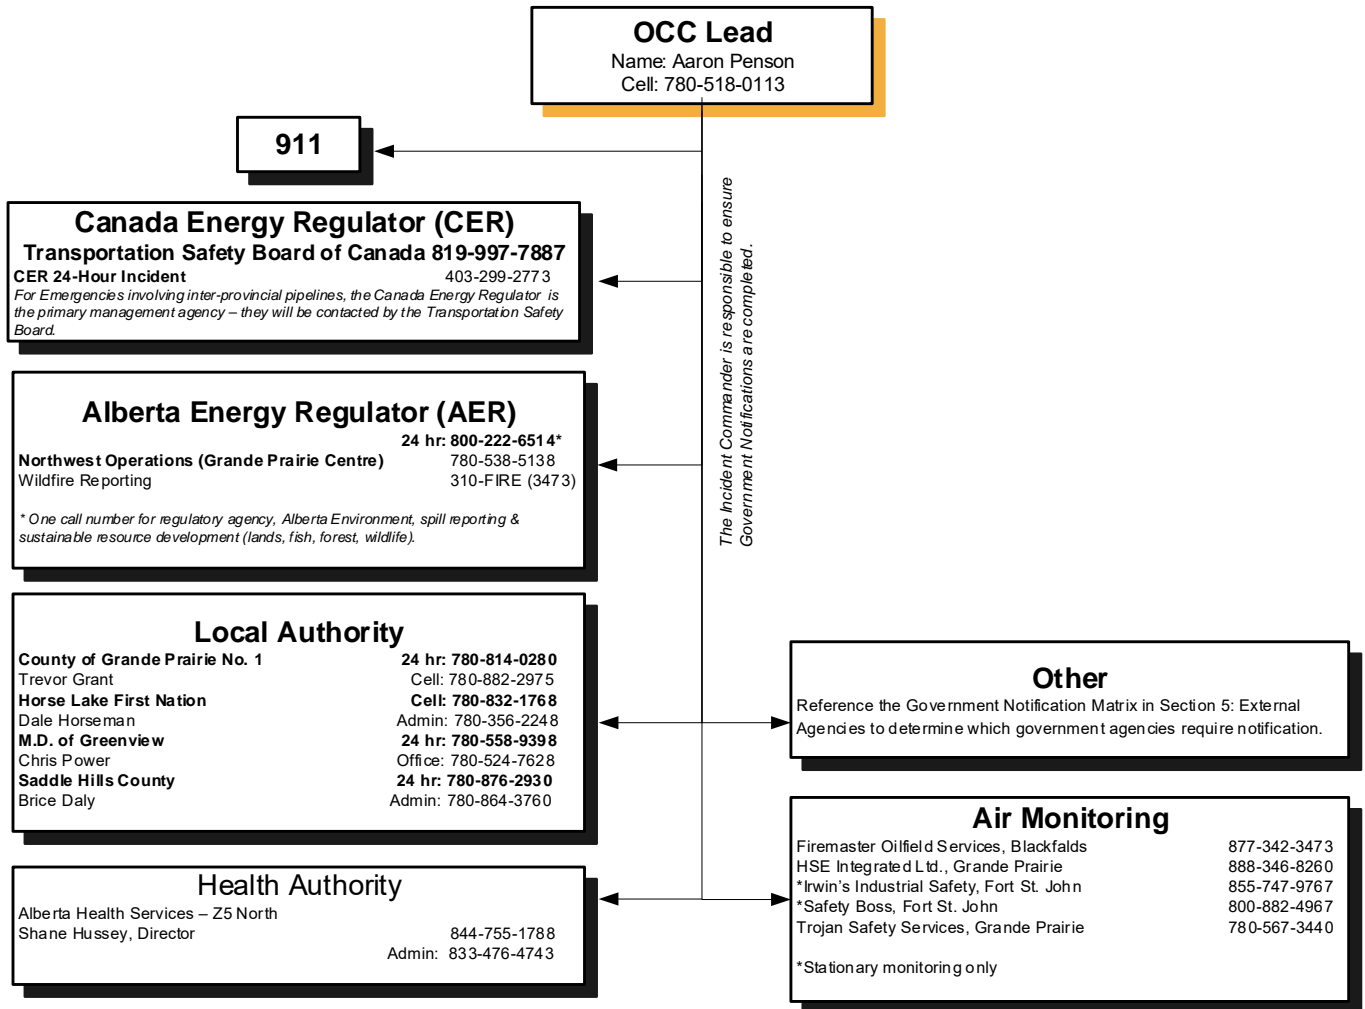 OCC Lead
Name: Aaron Penson
Cell: 780-518-0113
911
Canada Energy Regulator (CER)
Transportation Safety Board of Canada 819-997-7887
CER 24-Hour Incident 403-299-2773
For Emergencies involving inter-provincial pipelines, the Canada Energy Regulator is
the primary management agency – they will be contacted by the Transportation Safety
Board.
The Incident Commander is responsible to ensure
Government Notifications are completed.
Alberta Energy Regulator (AER)
24 hr: 800-222-6514*
Northwest Operations (Grande Prairie Centre) 780-538-5138
Wildfire Reporting 310-FIRE (3473)
* One call number for regulatory agency, Alberta Environment, spill reporting &
sustainable resource development (lands, fish, forest, wildlife).
Local Authority
County of Grande Prairie No. 1 24 hr: 780-814-0280
Trevor Grant Cell: 780-882-2975
Horse Lake First Nation Cell: 780-832-1768
Dale Horseman Admin: 780-356-2248
M.D. of Greenview 24 hr: 780-558-9398
Chris Power Office: 780-524-7628
Saddle Hills County 24 hr: 780-876-2930
Brice Daly Admin: 780-864-3760
Other
Reference the Government Notification Matrix in Section 5: External
Agencies to determine which government agencies require notification.
Health Authority
Alberta Health Services – Z5 North
Shane Hussey, Director 844-755-1788
Admin: 833-476-4743
Air Monitoring
Firemaster Oilfield Services, Blackfalds 877-342-3473
HSE Integrated Ltd., Grande Prairie 888-346-8260
*Irwin's Industrial Safety, Fort St. John 855-747-9767
*Safety Boss, Fort St. John 800-882-4967
Trojan Safety Services, Grande Prairie 780-567-3440
*Stationary monitoring only